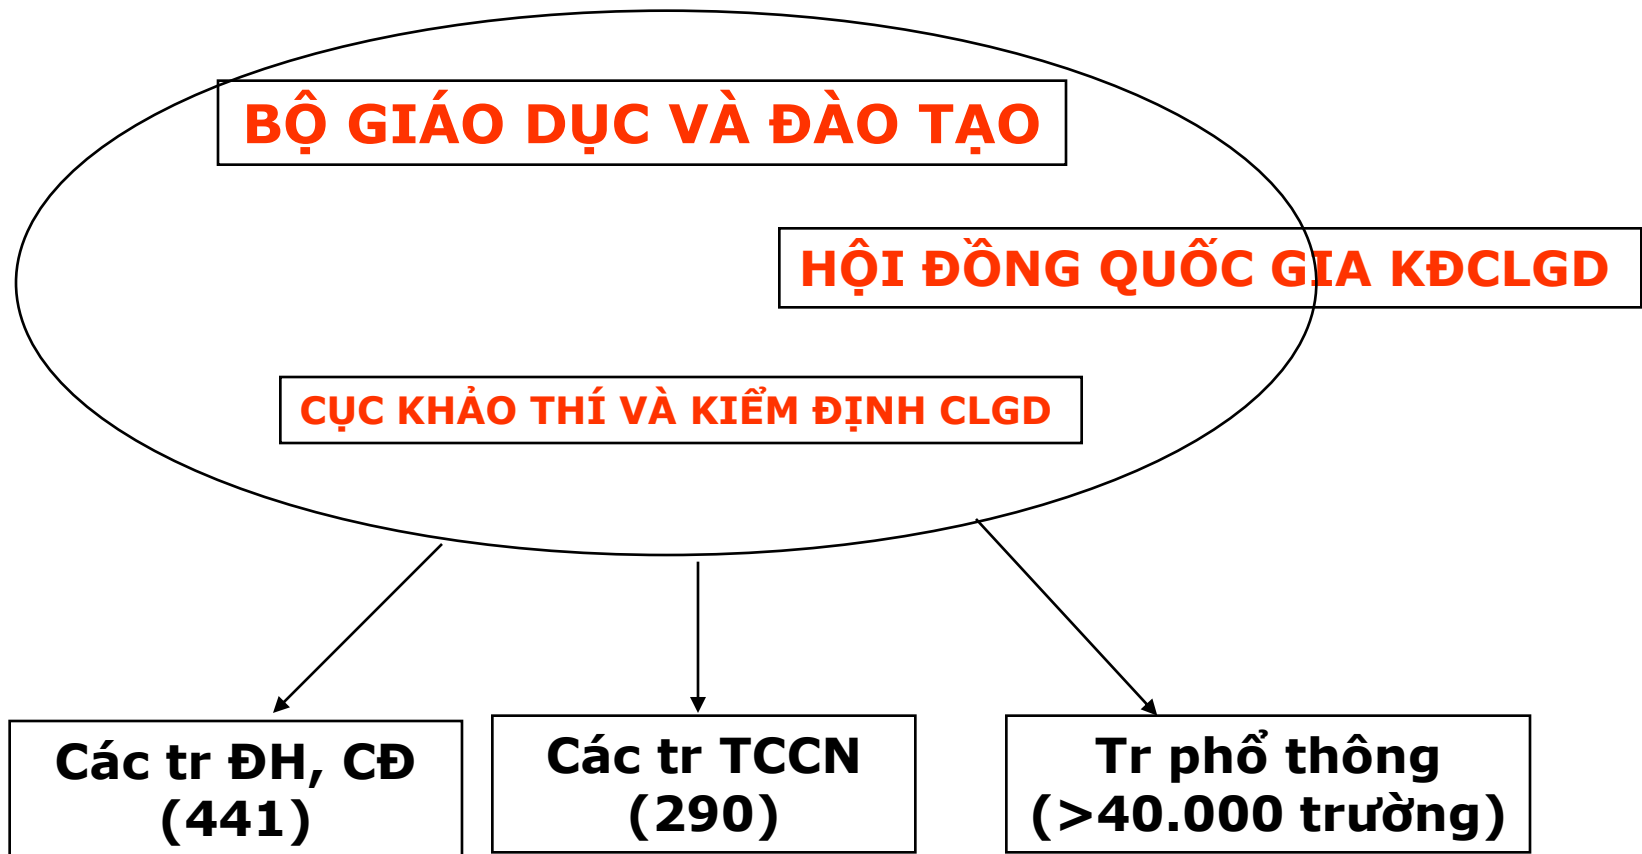 BỘ GIÁO DỤC VÀ ĐÀO TẠO
HỘI ĐỒNG QUỐC GIA KĐCLGD
CỤC KHẢO THÍ VÀ KIỂM ĐỊNH CLGD
Các tr ĐH, CĐ
(441)
Các tr TCCN
(290)
Tr phổ thông
(>40.000 trường)